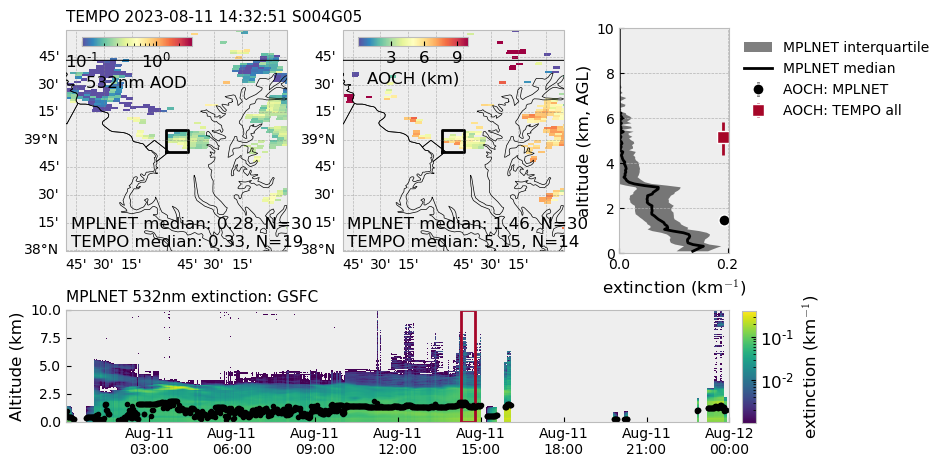 TEMPO 2023-08-11 14:32:51 S004G05
45'
30'
15'
39°N
45'
30'
15'
38°N
10⁻¹ 10⁰
532nm AOD
MPLNET median: 0.28, N=30
TEMPO median: 0.33, N=19
45' 30' 15' 45' 30' 15'
45'
30'
15'
39°N
45'
30'
15'
38°N
3 6 9
AOCH (km)
MPLNET median: 1.46, N=30
TEMPO median: 5.15, N=14
45' 30' 15' 45' 30' 15'
altitude (km, AGL)
10
8
6
4
2
0
0.0 0.2
extinction (km⁻¹)
MPLNET interquartile
MPLNET median
AOCH: MPLNET
AOCH: TEMPO all
MPLNET 532nm extinction: GSFC
Altitude (km)
10.0
7.5
5.0
2.5
0.0
Aug-11 Aug-11 Aug-11 Aug-11 Aug-11 Aug-11 Aug-11 Aug-12
03:00 06:00 09:00 12:00 15:00 18:00 21:00 00:00
10⁻¹
10⁻²
extinction (km⁻¹)